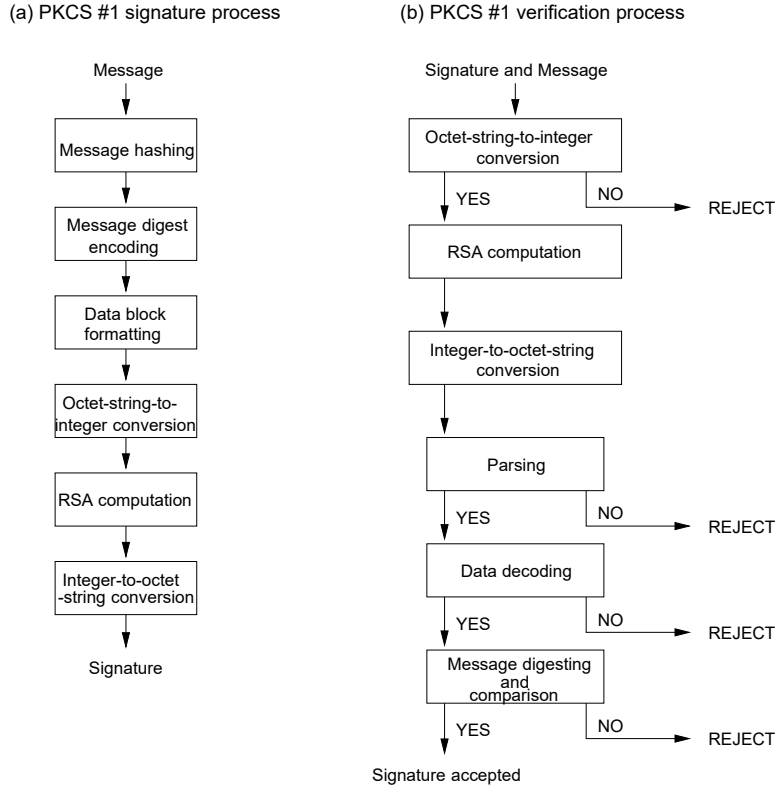 (a) PKCS #1 signature process
Message
Message hashing
Message digest
encoding
Data block
formatting
Octet-string-to-
integer conversion
RSA computation
Integer-to-octet
-string conversion
Signature
(b) PKCS #1 verification process
Signature and Message
Octet-string-to-integer
conversion
YES
NO
REJECT
RSA computation
Integer-to-octet-string
conversion
Parsing
YES
NO
REJECT
Data decoding
YES
NO
REJECT
Message digesting
and
comparison
YES
NO
REJECT
Signature accepted